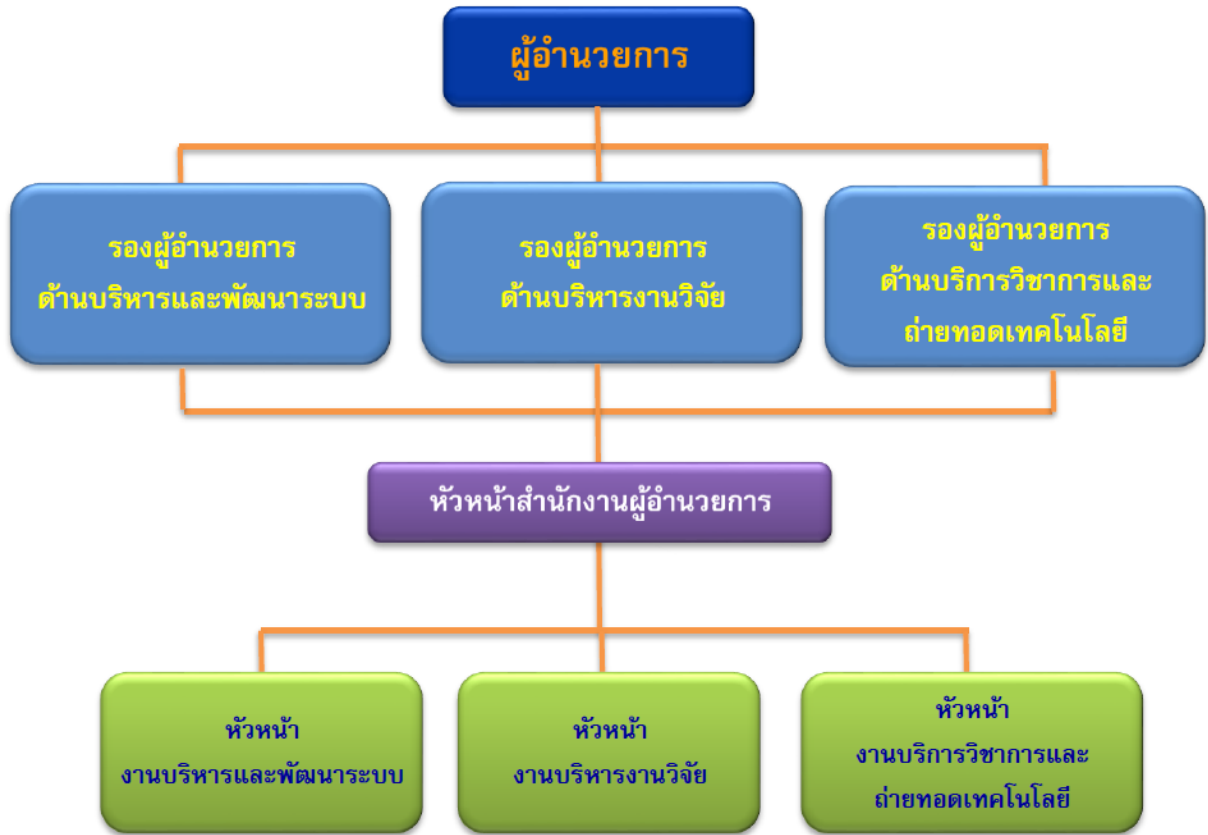 ผู้อำนวยการ
รองผู้อำนวยการ
ด้านบริหารและพัฒนาระบบ
รองผู้อำนวยการ
ด้านบริหารงานวิจัย
รองผู้อำนวยการ
ด้านบริการวิชาการและ
ถ่ายทอดเทคโนโลยี
หัวหน้าสำนักงานผู้อำนวยการ
หัวหน้า
งานบริหารและพัฒนาระบบ
หัวหน้า
งานบริหารงานวิจัย
หัวหน้า
งานบริการวิชาการและ
ถ่ายทอดเทคโนโลยี